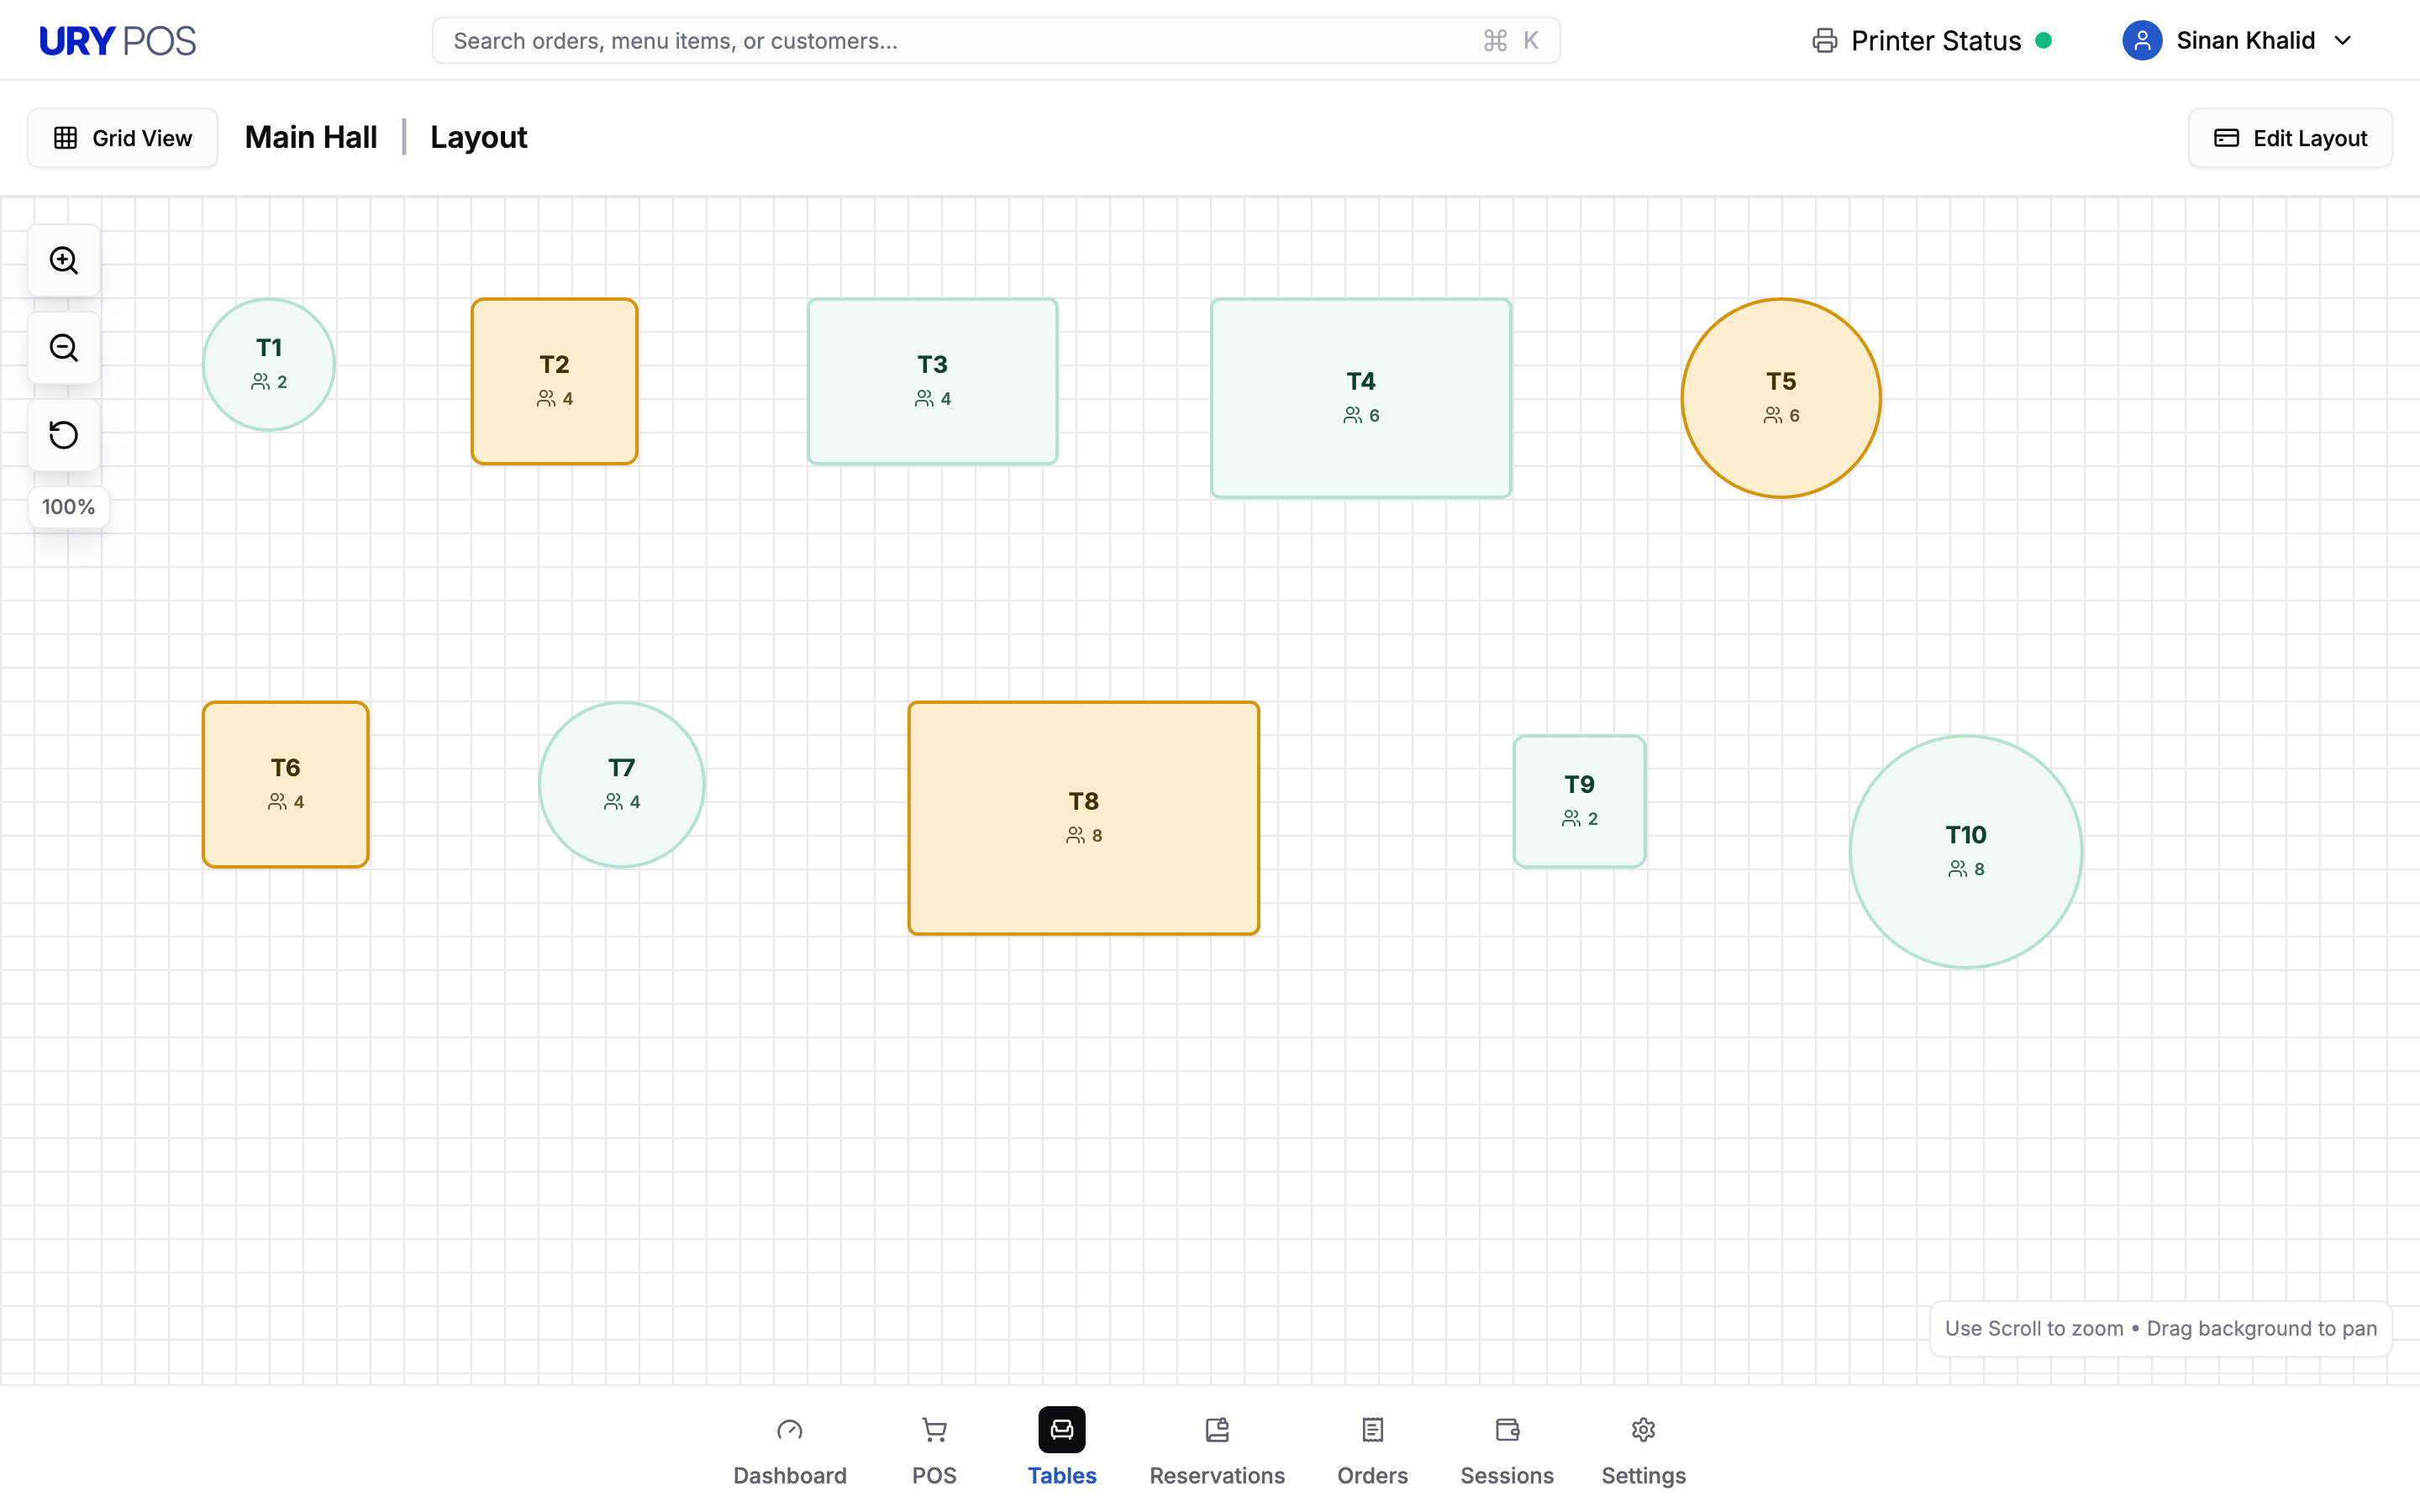 URY POS
Search orders, menu items, or customers...
⌘ K
Printer Status
Sinan Khalid
Grid View
Main Hall | Layout
Edit Layout
100%
T1
2
T2
4
T3
4
T4
6
T5
6
T6
4
T7
4
T8
8
T9
2
T10
8
Use Scroll to zoom • Drag background to pan
Dashboard
POS
Tables
Reservations
Orders
Sessions
Settings